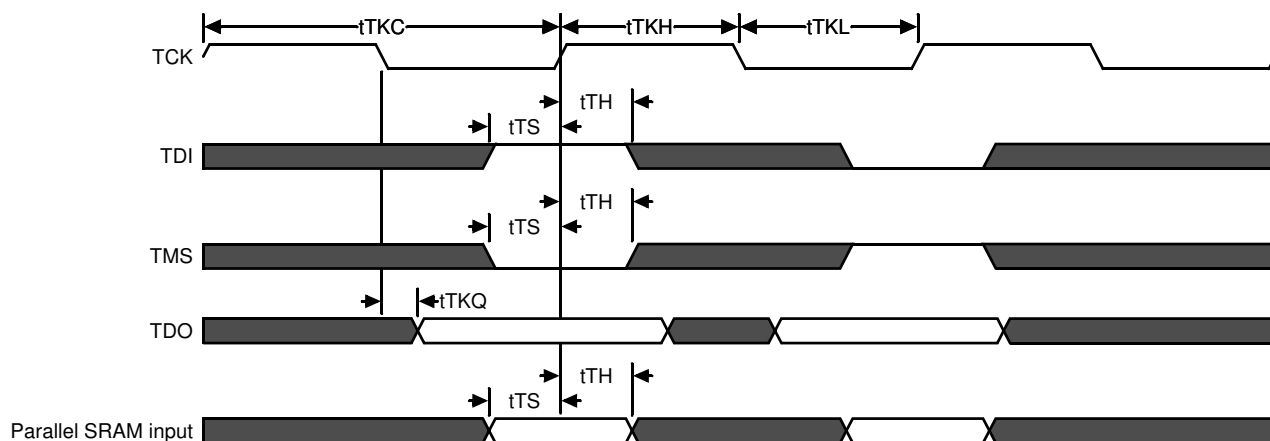 tTKC
tTKH
tTKL
TCK
tTH
tTS
TDI
tTH
tTS
TMS
tTKQ
TDO
tTH
tTS
Parallel SRAM input